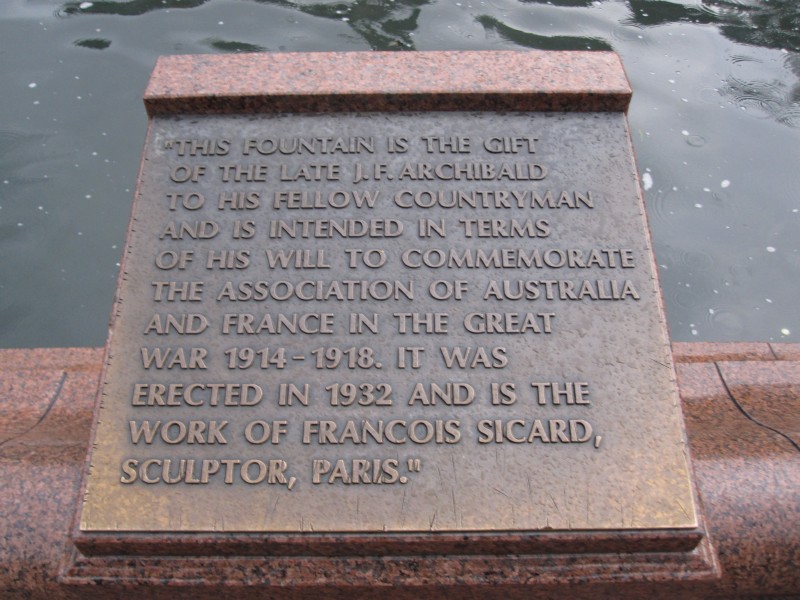 "THIS FOUNTAIN IS THE GIFT
OF THE LATE J.F. ARCHIBALD
TO HIS FELLOW COUNTRYMAN
AND IS INTENDED IN TERMS
OF HIS WILL TO COMMEMORATE
THE ASSOCIATION OF AUSTRALIA
AND FRANCE IN THE GREAT
WAR 1914-1918. IT WAS
ERECTED IN 1932 AND IS THE
WORK OF FRANCOIS SICARD,
SCULPTOR, PARIS."